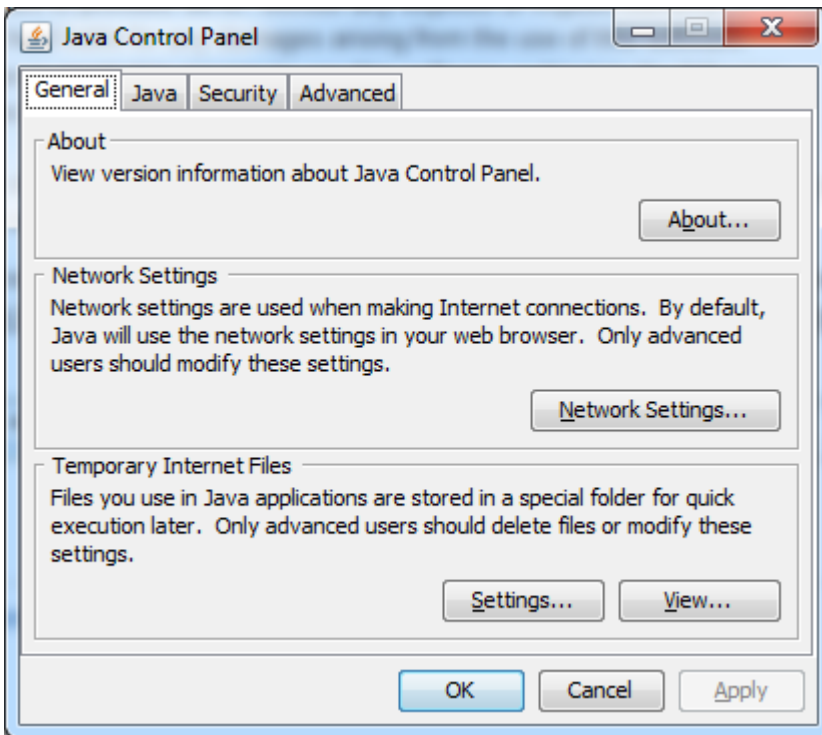 Java Control Panel
General Java Security Advanced
About
View version information about Java Control Panel.
About...
Network Settings
Network settings are used when making Internet connections.  By default,
Java will use the network settings in your web browser.  Only advanced
users should modify these settings.
Network Settings...
Temporary Internet Files
Files you use in Java applications are stored in a special folder for quick
execution later.  Only advanced users should delete files or modify these
settings.
Settings... View...
OK Cancel Apply